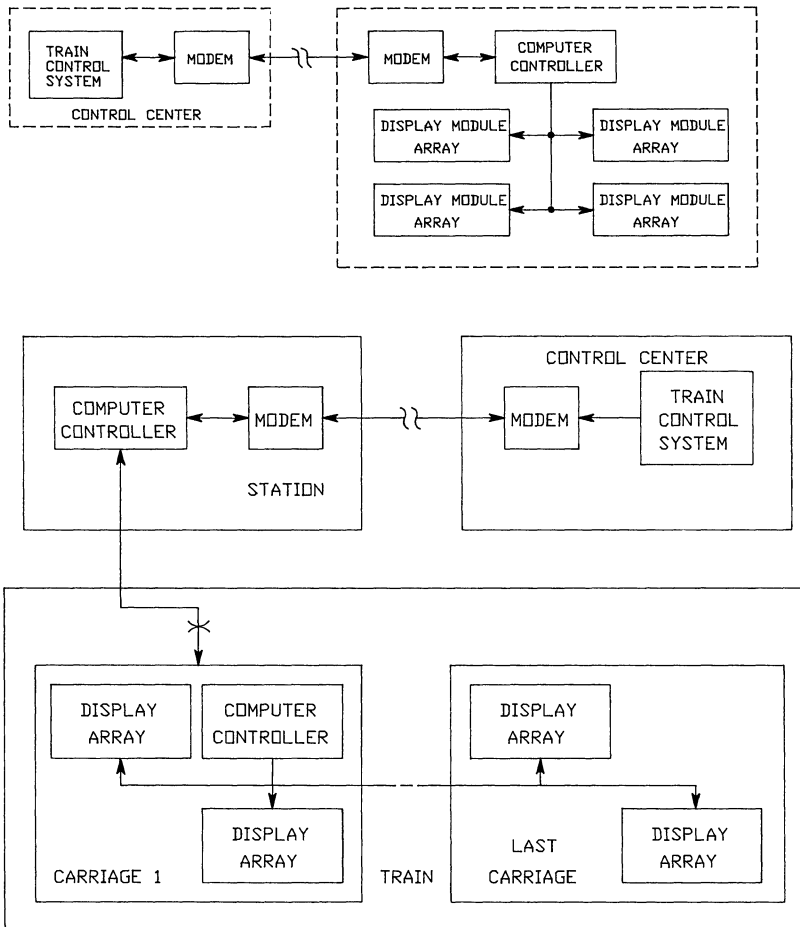 TRAIN
CONTROL
SYSTEM
MODEM
CONTROL CENTER
MODEM
COMPUTER
CONTROLLER
DISPLAY MODULE
ARRAY
DISPLAY MODULE
ARRAY
DISPLAY MODULE
ARRAY
DISPLAY MODULE
ARRAY
COMPUTER
CONTROLLER
MODEM
STATION
CONTROL CENTER
MODEM
TRAIN
CONTROL
SYSTEM
DISPLAY
ARRAY
COMPUTER
CONTROLLER
DISPLAY
ARRAY
CARRIAGE 1
TRAIN
DISPLAY
ARRAY
DISPLAY
ARRAY
LAST
CARRIAGE